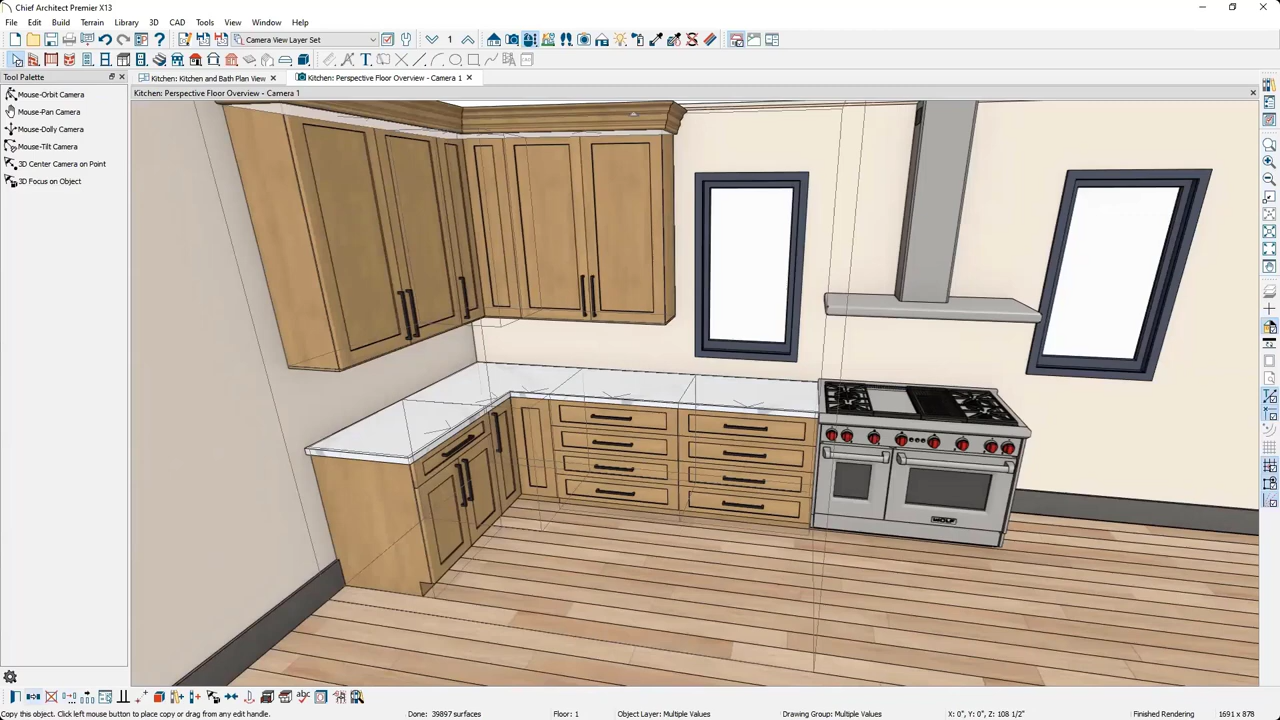 Chief Architect Premier X13
File Edit Build Terrain Library 3D CAD Tools View Window Help
Camera View Layer Set
1
Tool Palette
Kitchen: Kitchen and Bath Plan View
Kitchen: Perspective Floor Overview - Camera 1
Kitchen: Perspective Floor Overview - Camera 1
Mouse-Orbit Camera
Mouse-Pan Camera
Mouse-Dolly Camera
Mouse-Tilt Camera
3D Center Camera on Point
3D Focus on Object
WOLF
abc
Copy this object. Click left mouse button to place copy or drag from any edit handle.
Done: 39897 surfaces
Floor: 1
Object Layer: Multiple Values
Drawing Group: Multiple Values
X: 0", Y: 0", Z: 108 1/2"
Finished Rendering
1691 x 878